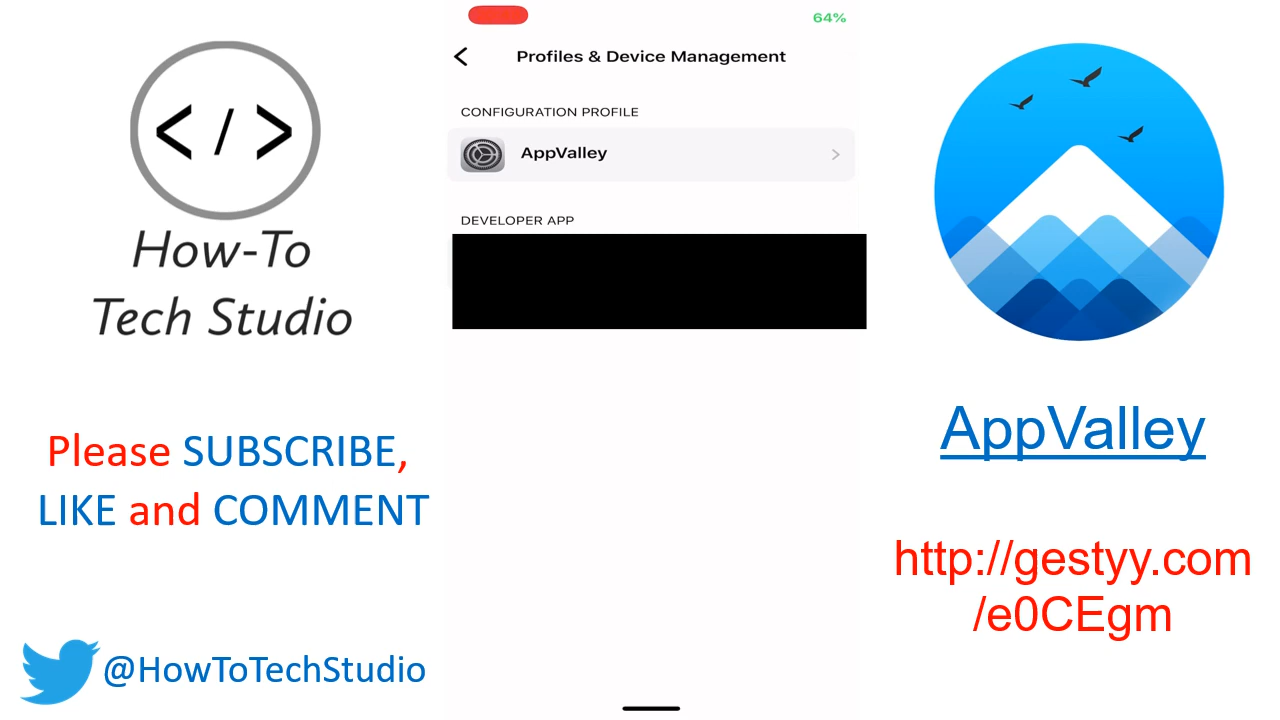 64%
Profiles & Device Management
CONFIGURATION PROFILE
AppValley
DEVELOPER APP
</>
How-To
Tech Studio
Please SUBSCRIBE,
LIKE and COMMENT
@HowToTechStudio
AppValley
http://gestyy.com
/e0CEgm